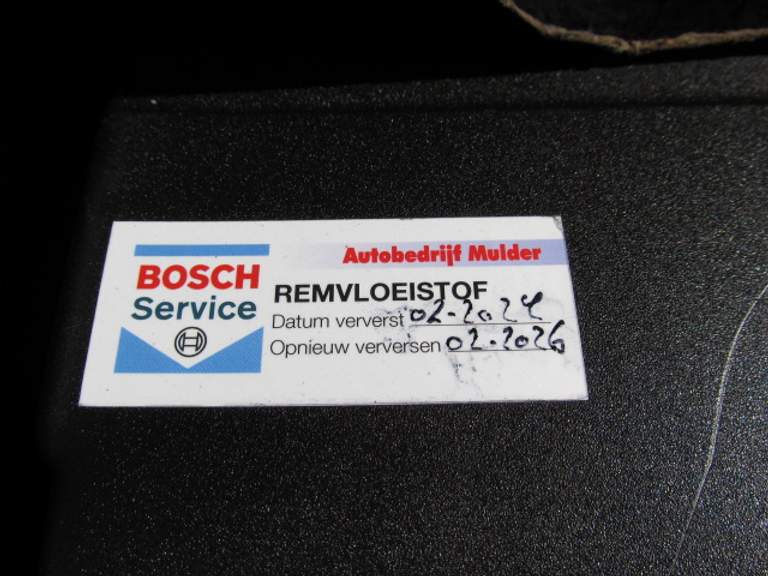 Autobedrijf Mulder
BOSCH
Service
REMVLOEISTOF
Datum ververst 02-2024
Opnieuw verversen 02-2026